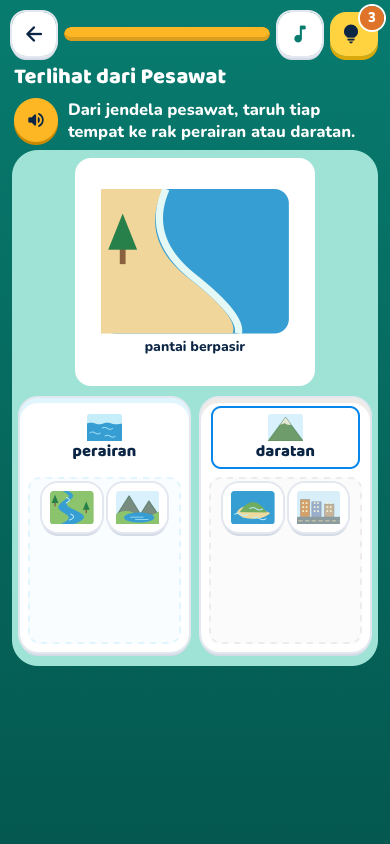 3
Terlihat dari Pesawat
Dari jendela pesawat, taruh tiap
tempat ke rak perairan atau daratan.
pantai berpasir
perairan
daratan